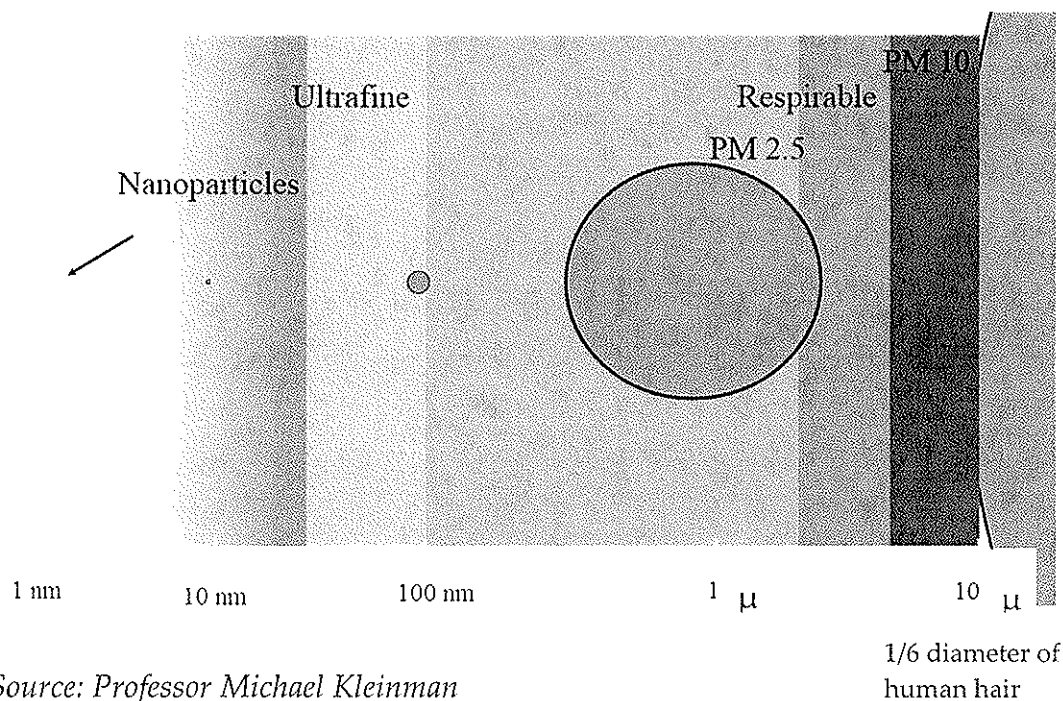 PM 10
Ultrafine
Respirable
PM 2.5
Nanoparticles
1 nm
10 nm
100 nm
1 μ
10 μ
1/6 diameter of
human hair
Source: Professor Michael Kleinman